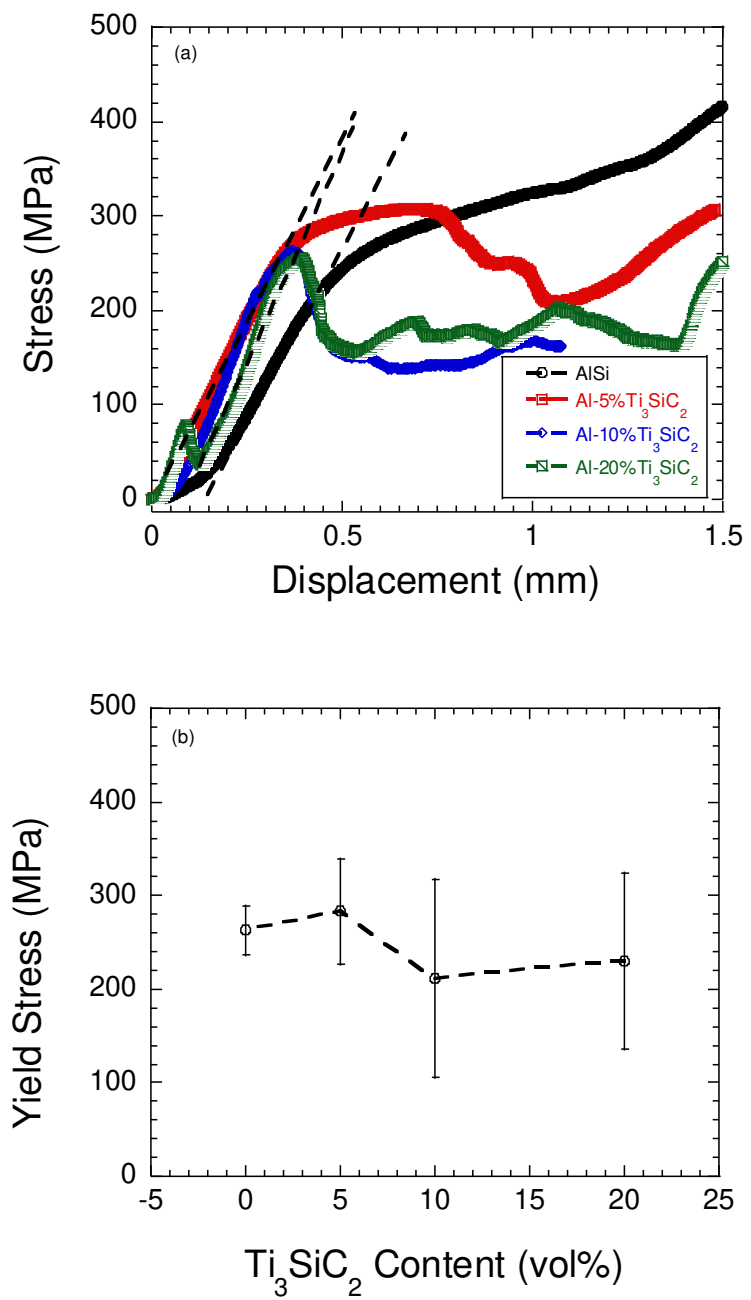 (a)
500
400
300
200
100
0
Stress (MPa)
0
0.5
1
1.5
Displacement (mm)
AlSi
Al-5%Ti₃SiC₂
Al-10%Ti₃SiC₂
Al-20%Ti₃SiC₂
(b)
500
400
300
200
100
0
Yield Stress (MPa)
-5
0
5
10
15
20
25
Ti₃SiC₂ Content (vol%)